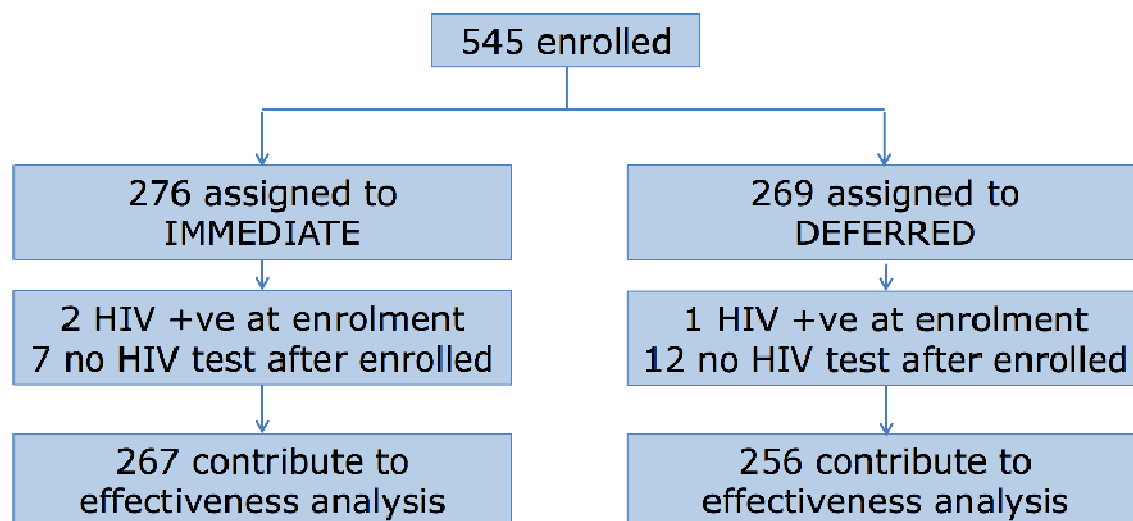 545 enrolled
276 assigned to
IMMEDIATE
269 assigned to
DEFERRED
2 HIV +ve at enrolment
7 no HIV test after enrolled
1 HIV +ve at enrolment
12 no HIV test after enrolled
267 contribute to
effectiveness analysis
256 contribute to
effectiveness analysis